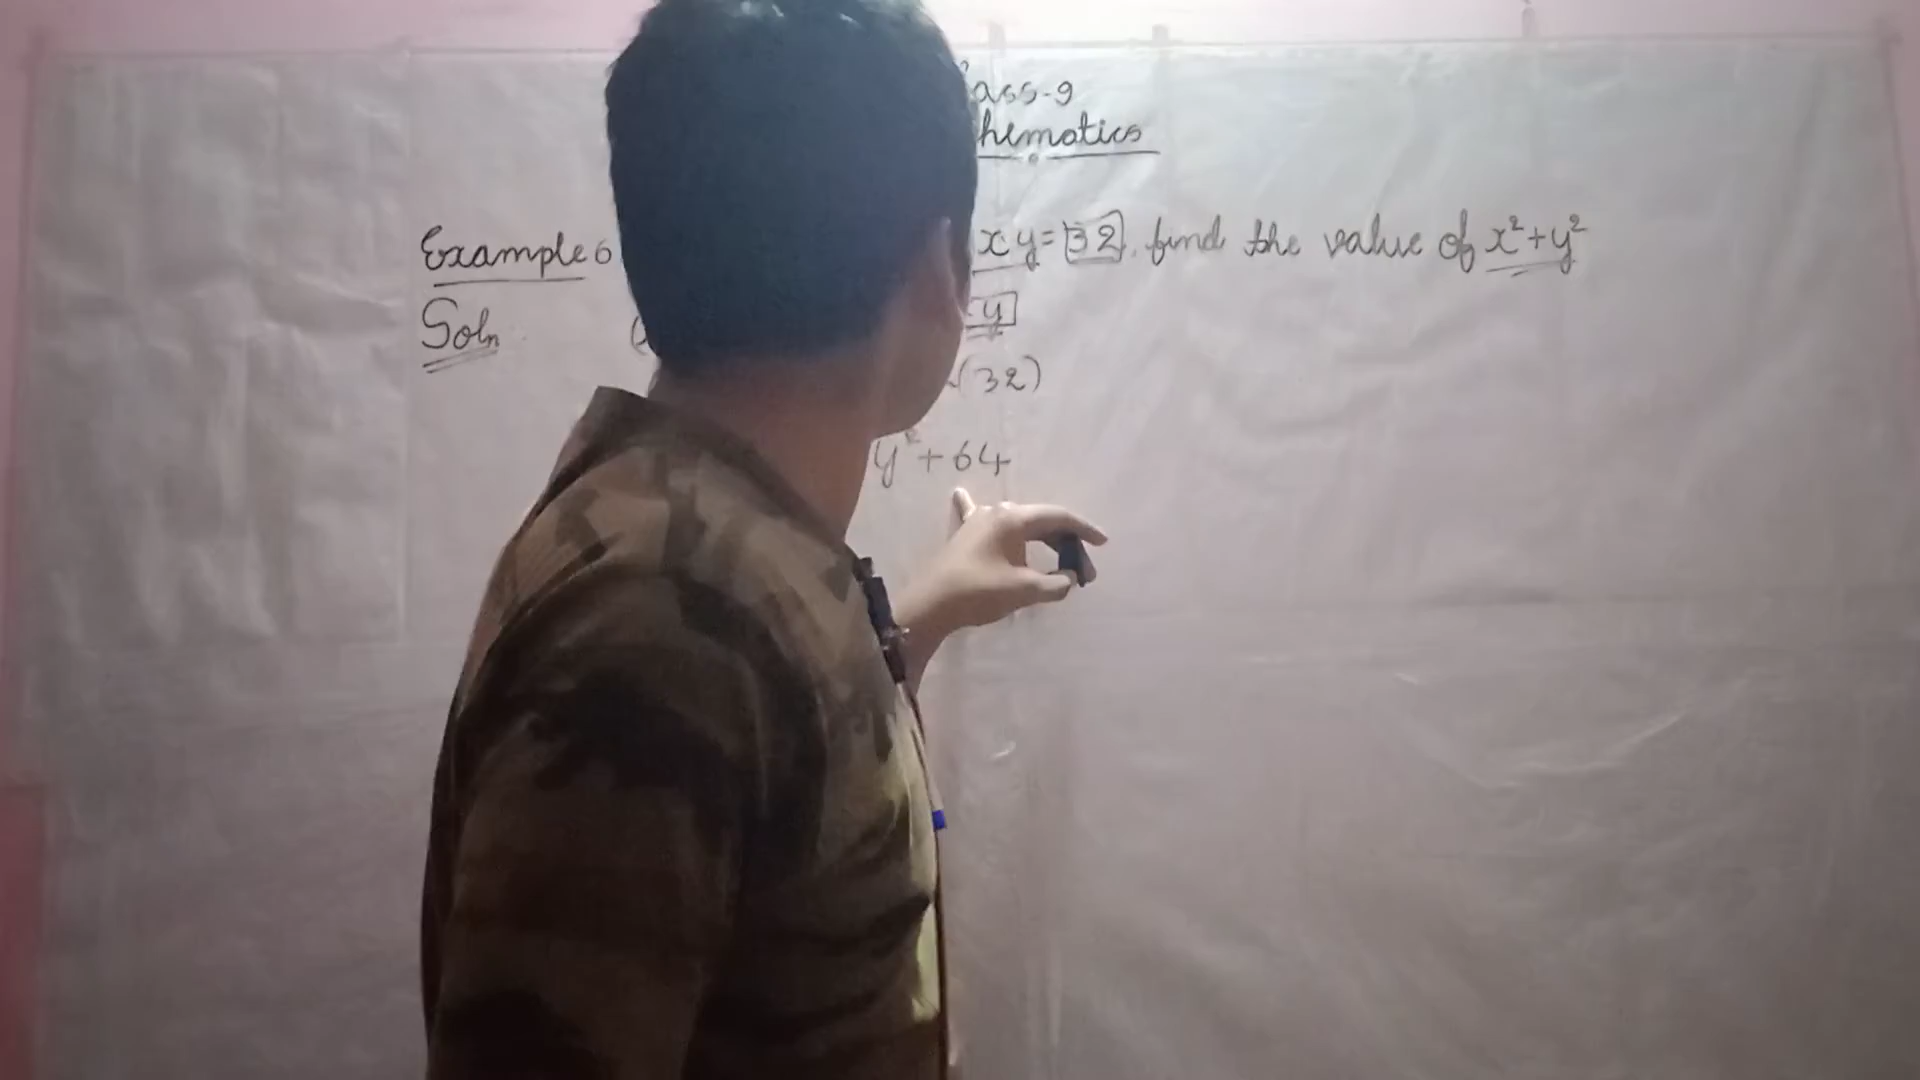 ass-9
hematics
Example 6 xy=32, find the value of x²+y²
Soln ( y
(32)
y²+64